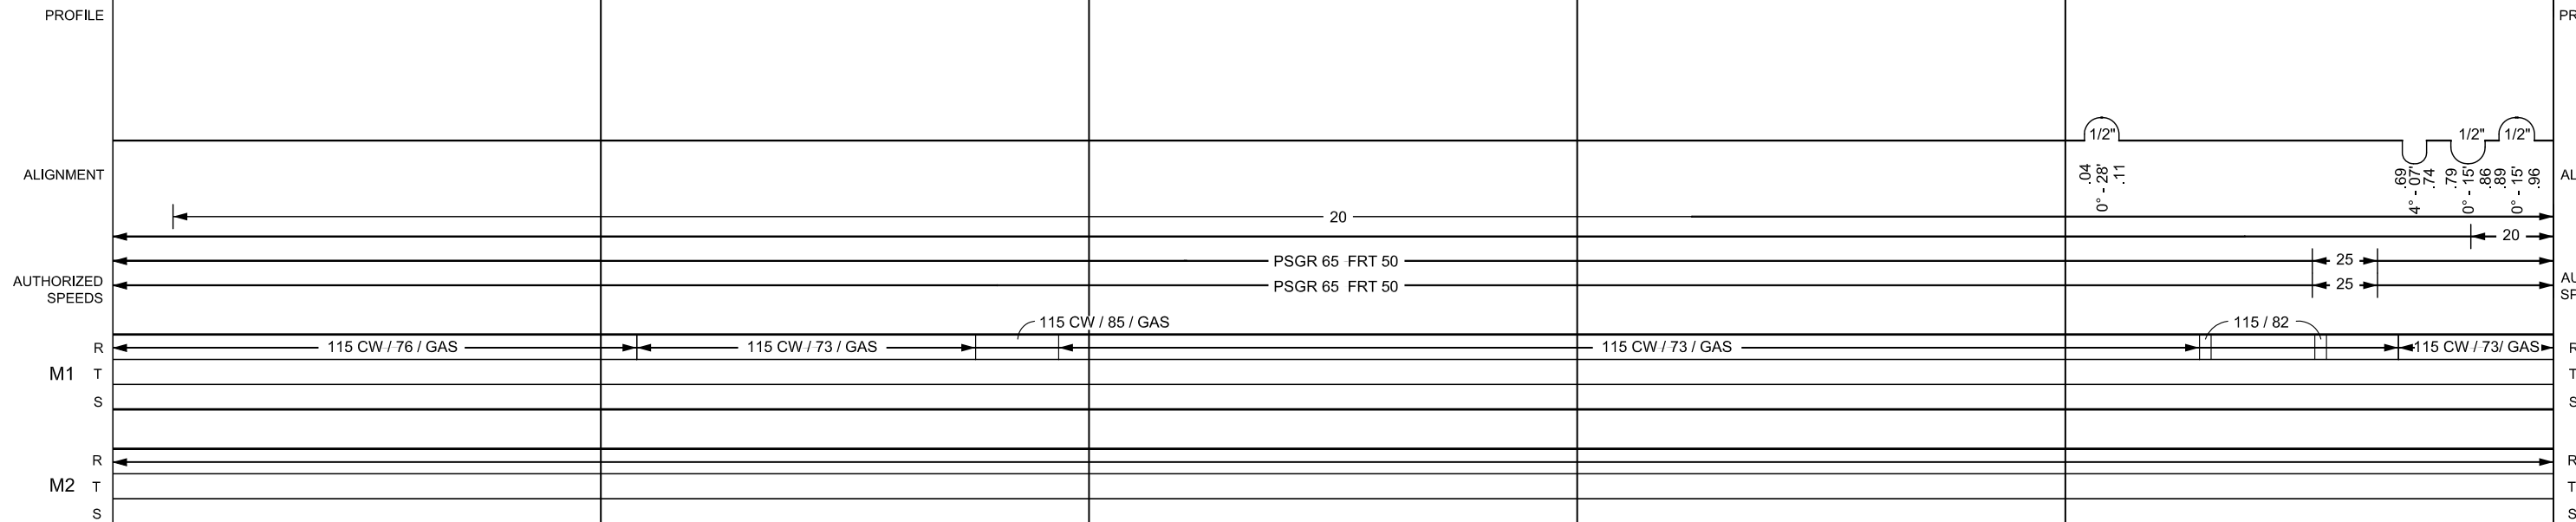 PROFILE
PR
1/2"
1/2"
1/2"
ALIGNMENT
.04
0° - 28'
.11
.69
4° - 07'
.74
.79
0° - 15'
.86
.89
0° - 15'
.96
AL
20
20
PSGR 65 FRT 50
25
AUTHORIZED
SPEEDS
PSGR 65 FRT 50
25
AU
SP
115 CW / 85 / GAS
115 / 82
R
115 CW / 76 / GAS
115 CW / 73 / GAS
115 CW / 73 / GAS
115 CW / 73/ GAS
R
M1
T
T
S
S
R
R
M2
T
T
S
S